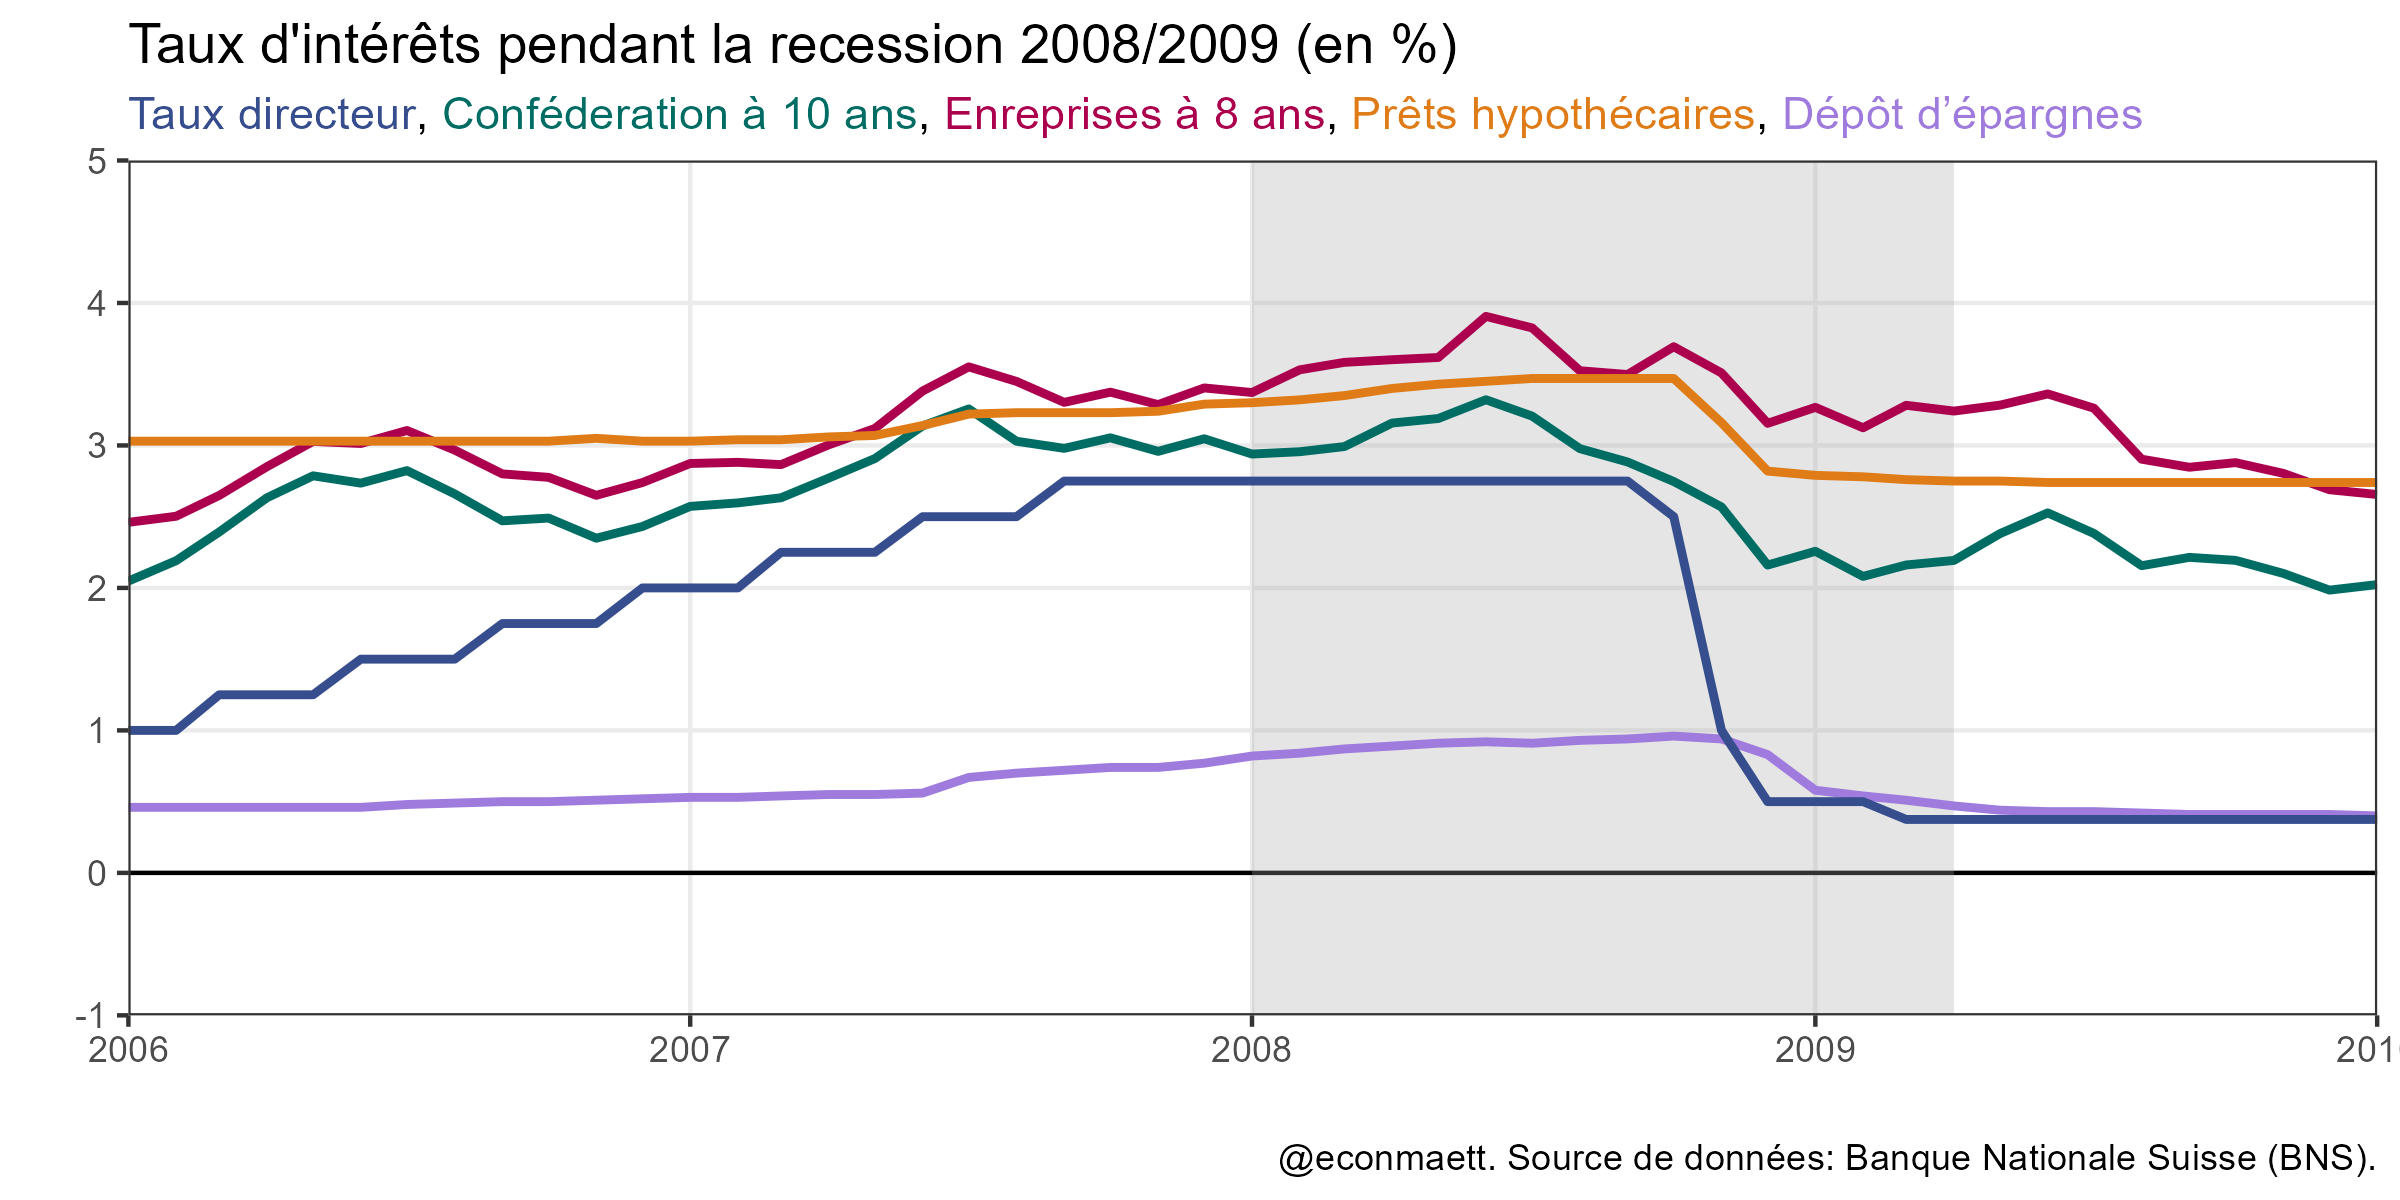 Taux d'intérêts pendant la recession 2008/2009 (en %)
Taux directeur, Conféderation à 10 ans, Enreprises à 8 ans, Prêts hypothécaires, Dépôt d’épargnes
5
4
3
2
1
0
-1
2006 2007 2008 2009
@econmaett. Source de données: Banque Nationale Suisse (BNS).